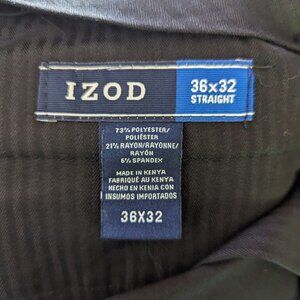 IZOD
36x32
STRAIGHT
73% POLYESTER/
POLIÉSTER
21% RAYON/RAYONNE/
RAYÓN
6% SPANDEX
MADE IN KENYA
FABRIQUÉ AU KENYA
HECHO EN KENIA CON
INSUMOS IMPORTADOS
36X32